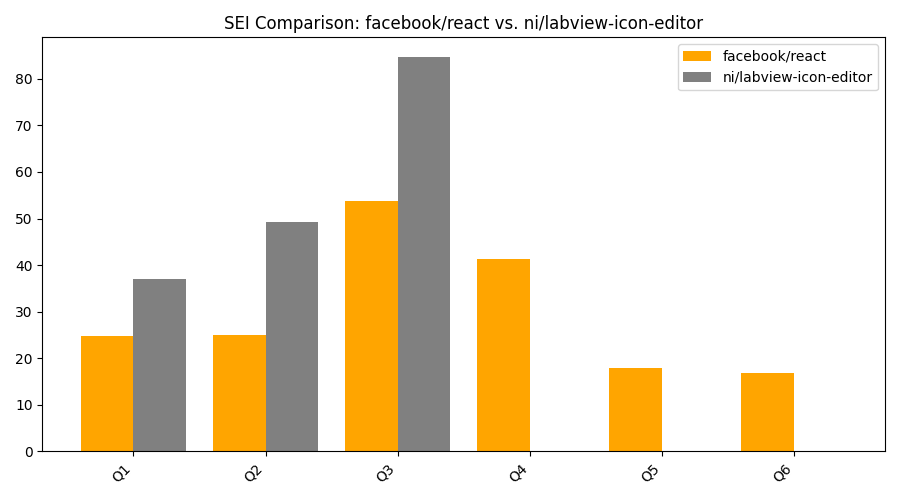 SEI Comparison: facebook/react vs. ni/labview-icon-editor
facebook/react
ni/labview-icon-editor
80
70
60
50
40
30
20
10
0
Q1
Q2
Q3
Q4
Q5
Q6